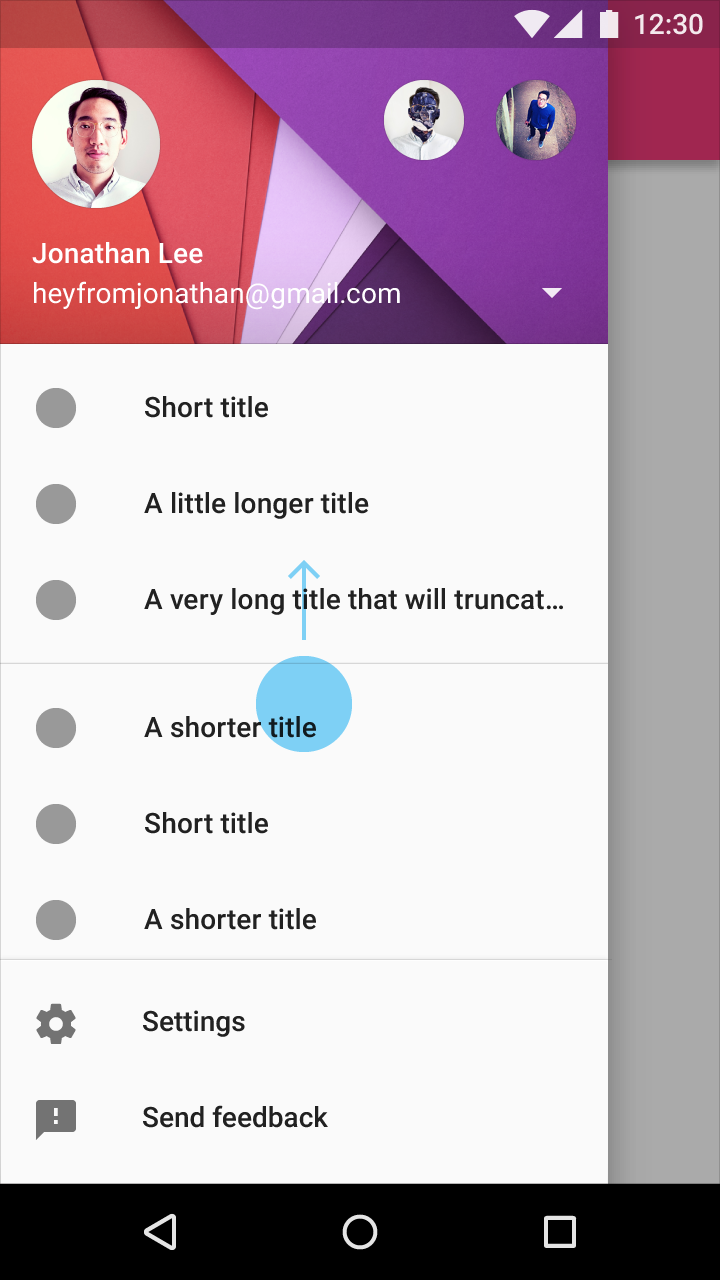 12:30
Jonathan Lee
heyfromjonathan@gmail.com
Short title
A little longer title
A very long title that will truncat...
A shorter title
Short title
A shorter title
Settings
Send feedback